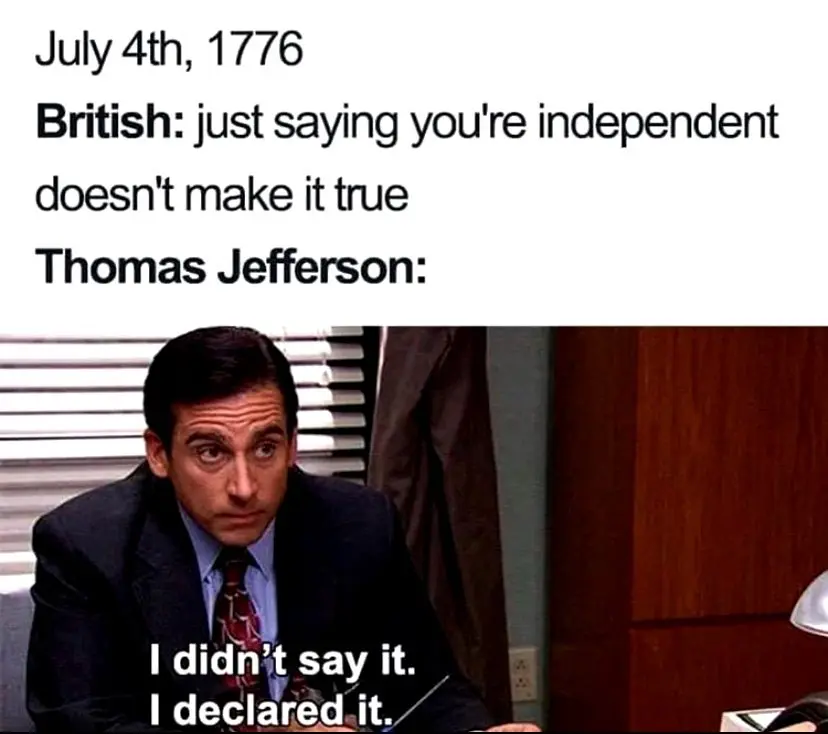 July 4th, 1776
British: just saying you're independent
doesn't make it true
Thomas Jefferson:
I didn't say it.
I declared it.